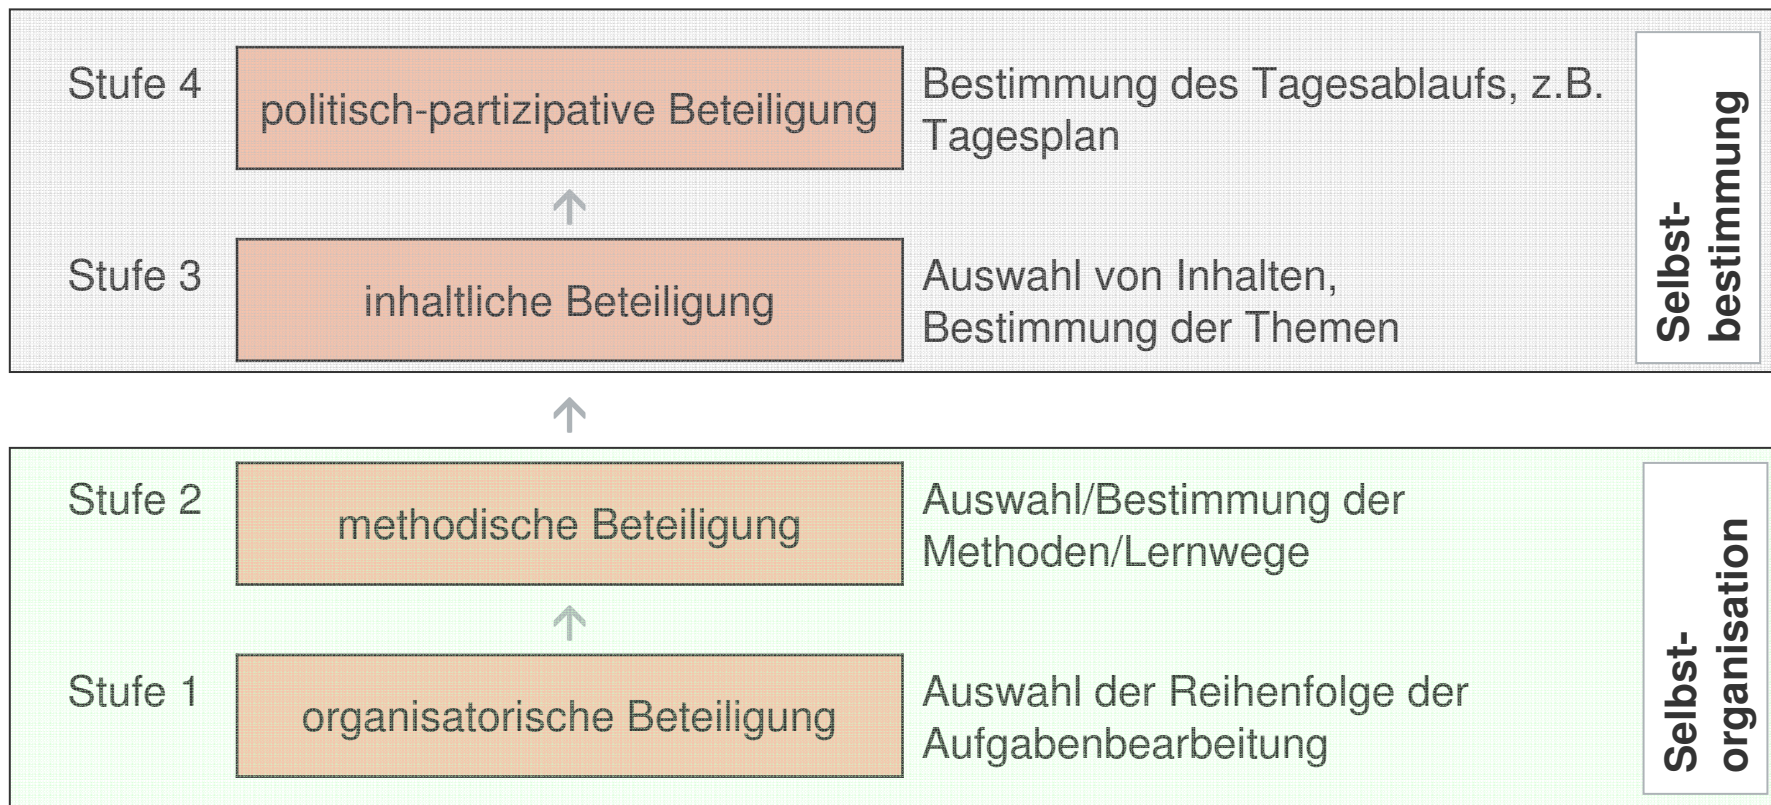 Stufe 4
politisch-partizipative Beteiligung
Bestimmung des Tagesablaufs, z.B.
Tagesplan
Stufe 3
inhaltliche Beteiligung
Auswahl von Inhalten,
Bestimmung der Themen
Selbst-
bestimmung
Stufe 2
methodische Beteiligung
Auswahl/Bestimmung der
Methoden/Lernwege
Stufe 1
organisatorische Beteiligung
Auswahl der Reihenfolge der
Aufgabenbearbeitung
Selbst-
organisation